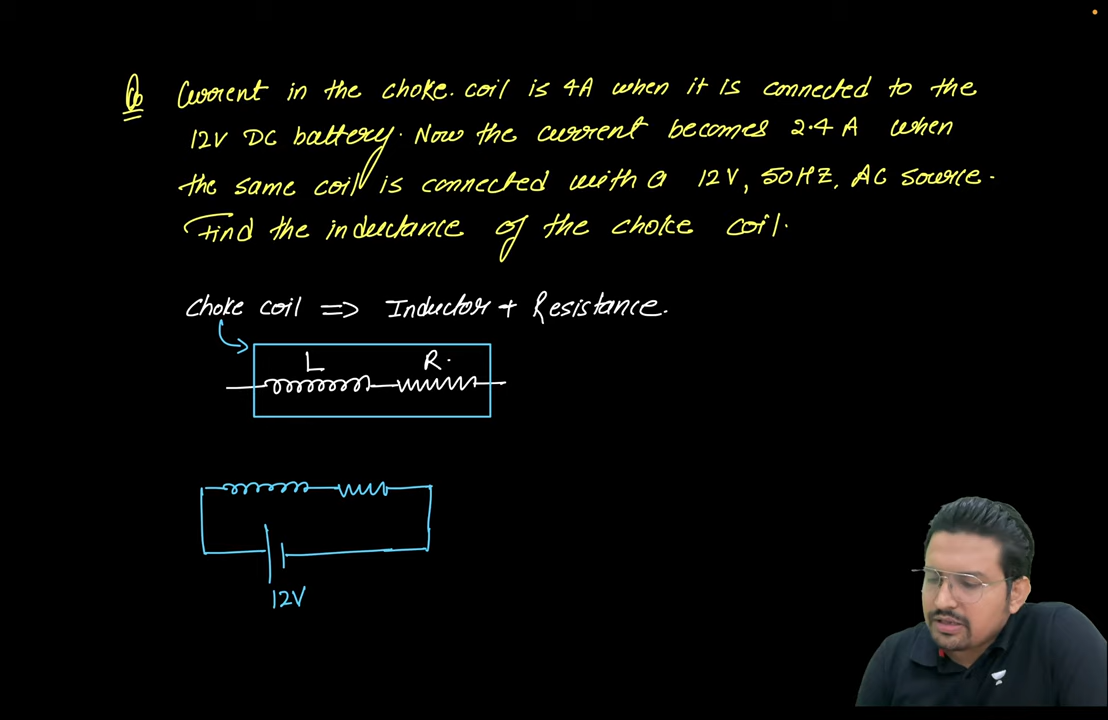 Q Current in the choke. coil is 4A when it is connected to the
12V DC battery. Now the current becomes 2.4 A when
the same coil is connected with a 12V, 50HZ, AC source.
Find the inductance of the choke coil.
choke coil => Inductor + Resistance.
L R.
12V